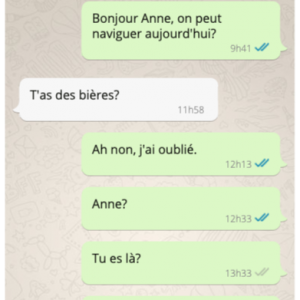 Bonjour Anne, on peut
naviguer aujourd'hui?
9h41
T'as des bières?
11h58
Ah non, j'ai oublié.
12h13
Anne?
12h33
Tu es là?
13h33